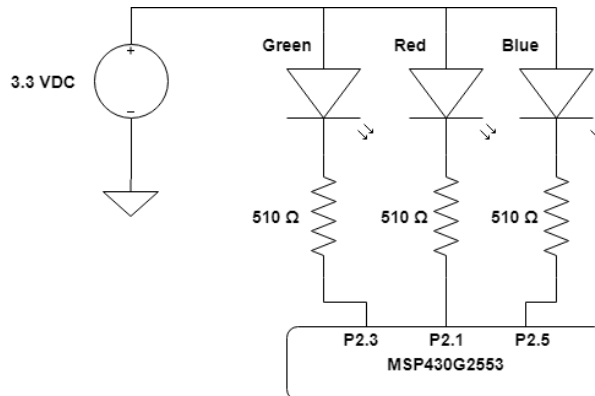 Green Red Blue
+
3.3 VDC
−
510 Ω 510 Ω 510 Ω
P2.3 P2.1 P2.5
MSP430G2553